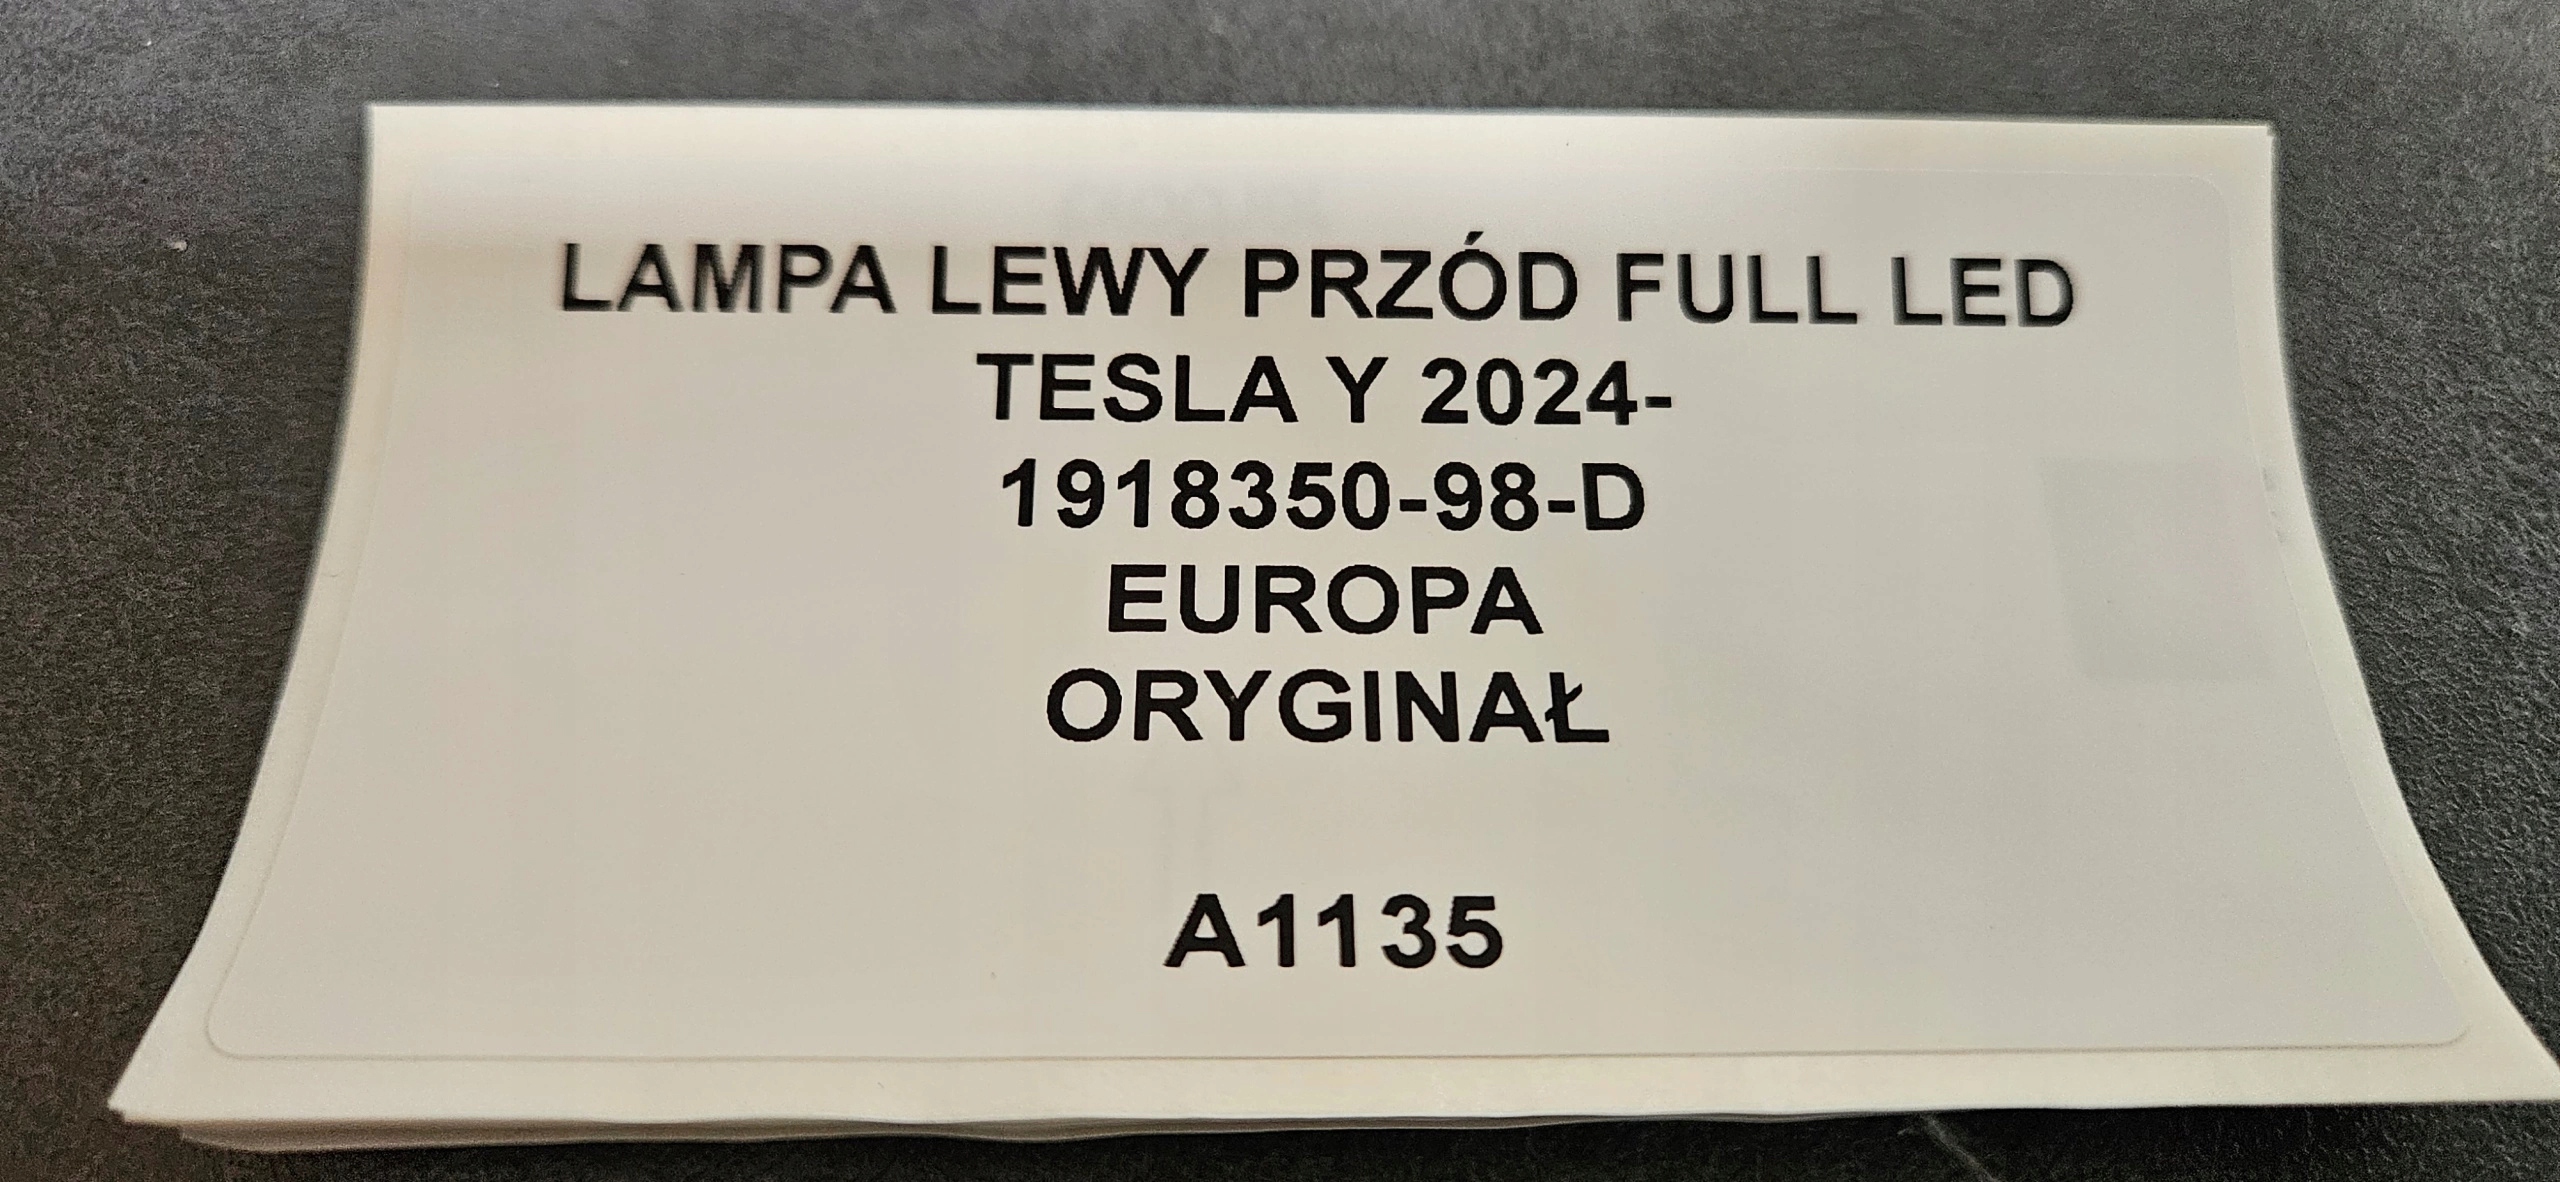 LAMPA LEWY PRZÓD FULL LED
TESLA Y 2024-
1918350-98-D
EUROPA
ORYGINAŁ
A1135